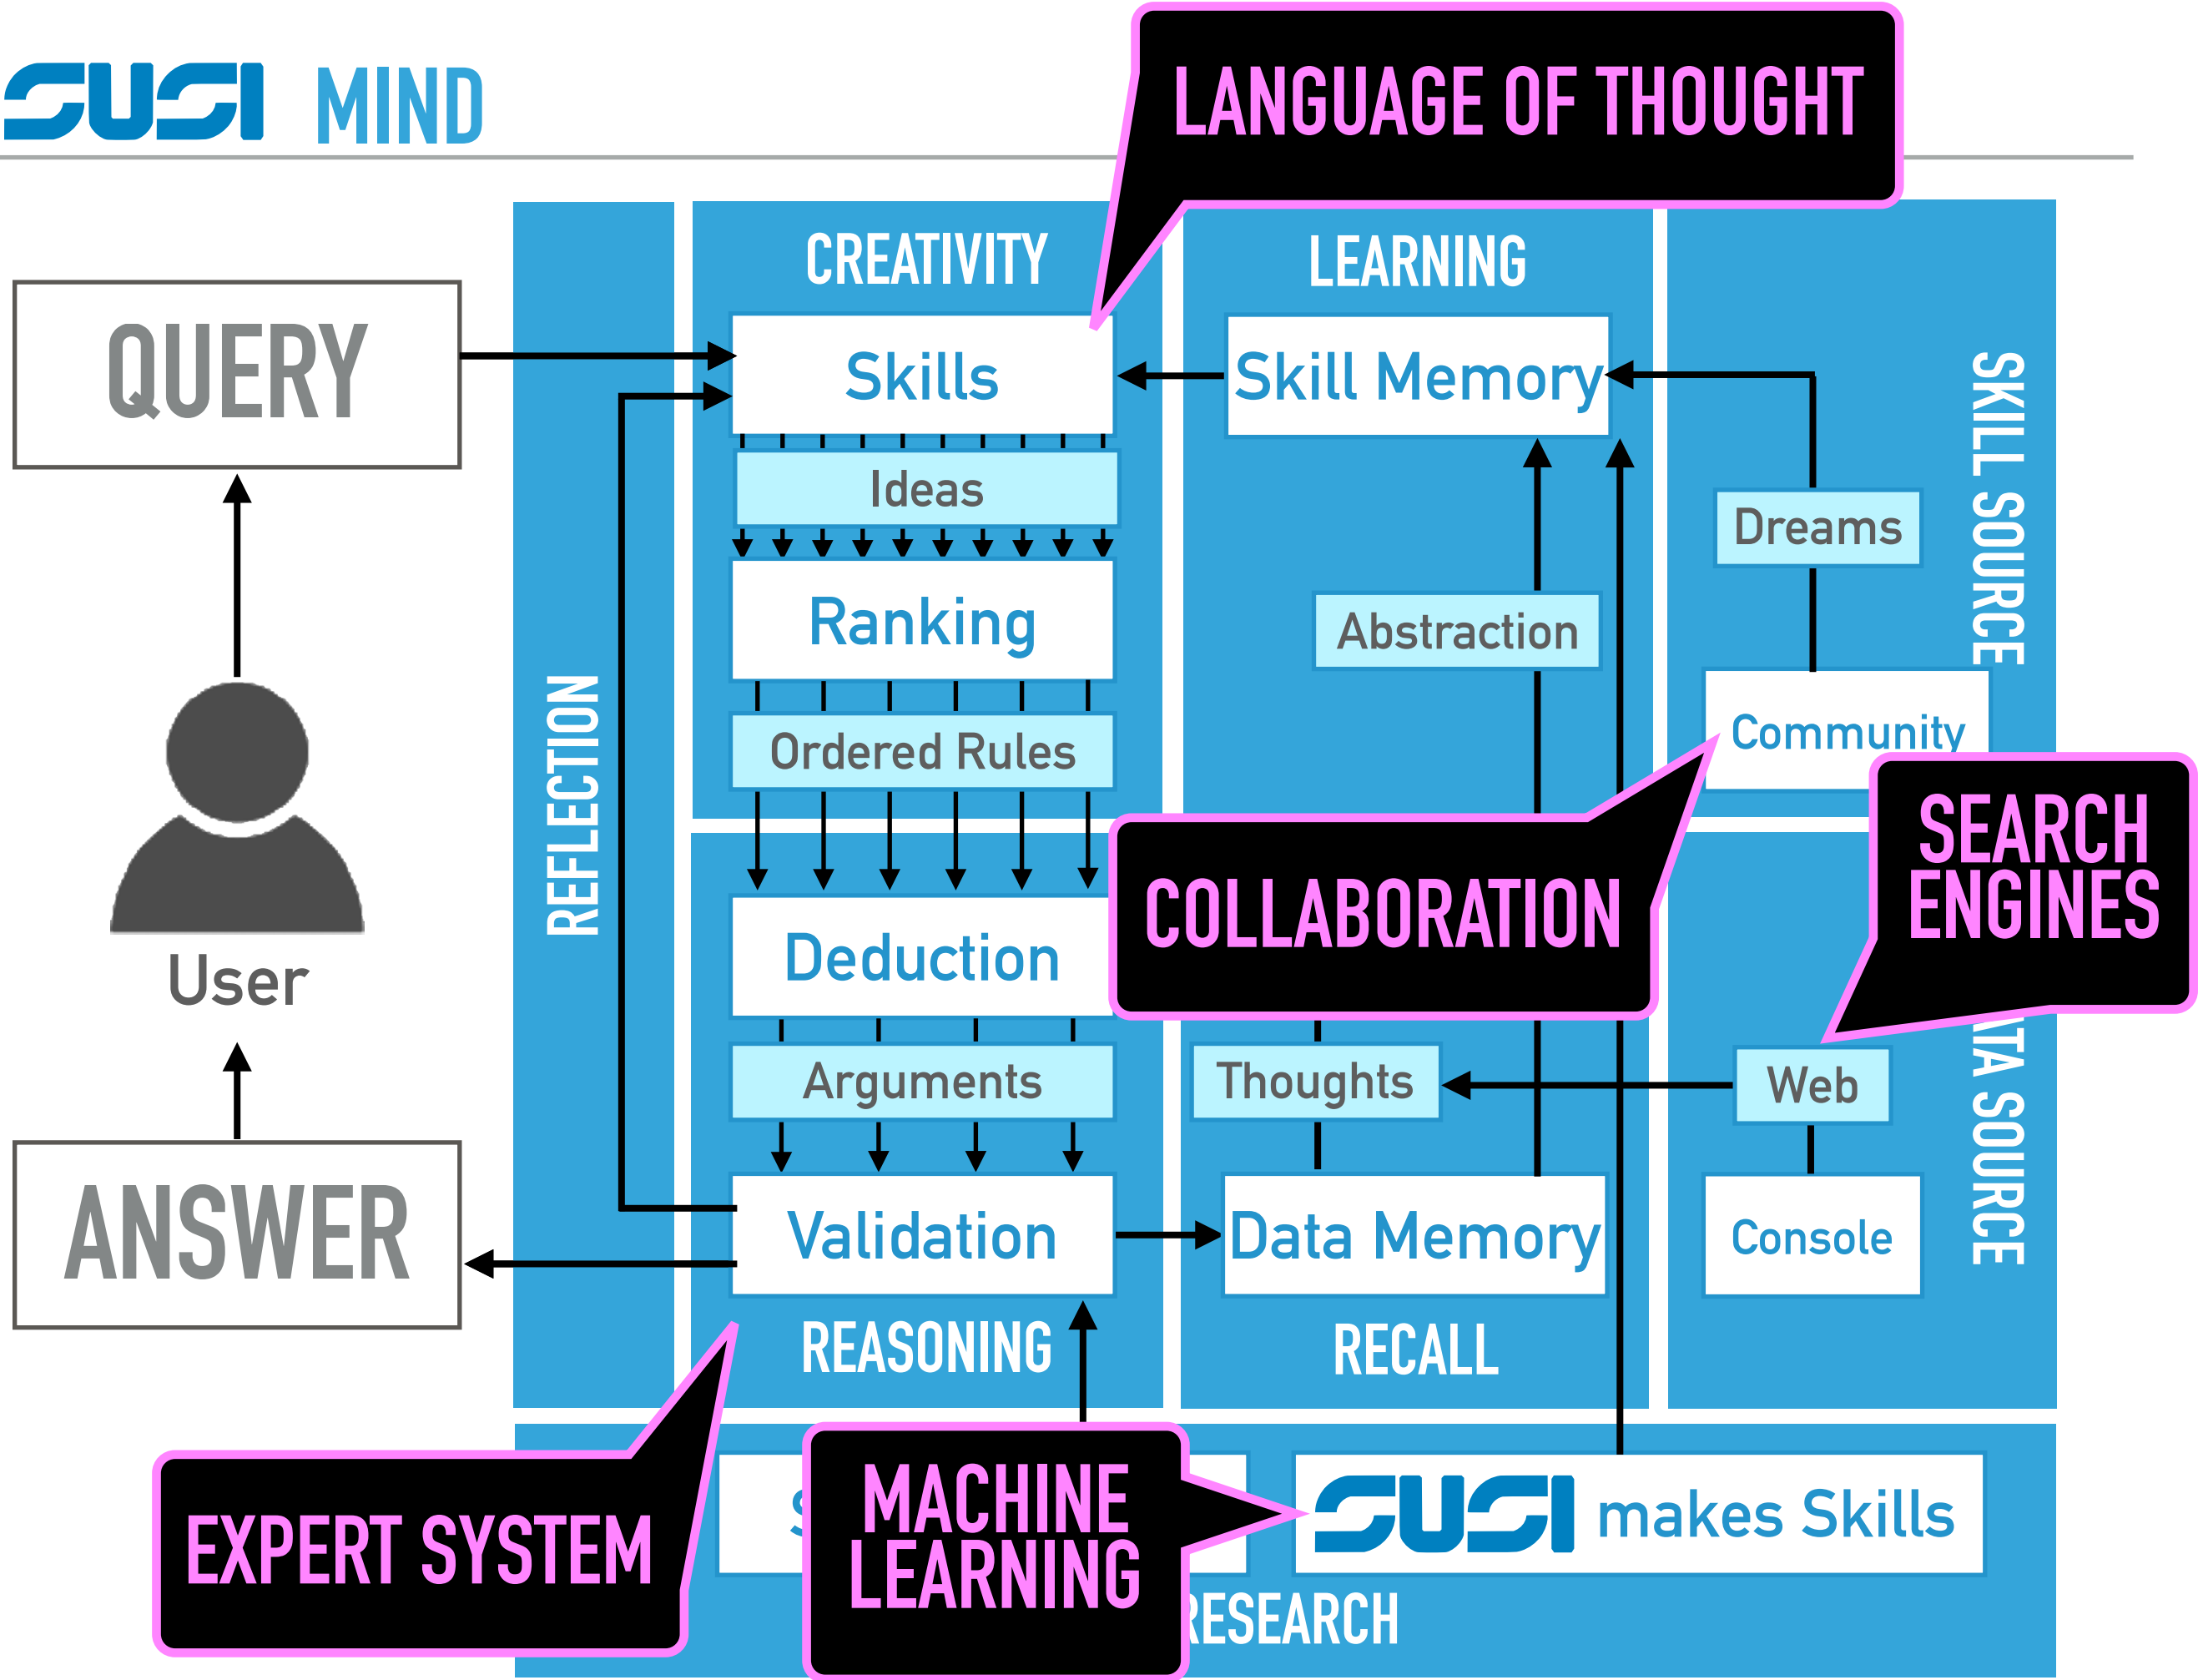 SUSI MIND
LANGUAGE OF THOUGHT
CREATIVITY
LEARNING
QUERY
Skills
Skill Memory
SKILL SOURCE
Ideas
Dreams
Ranking
Abstraction
REFLECTION
Ordered Rules
Community
SEARCH
ENGINES
COLLABORATION
Deduction
User
Arguments
Thoughts
Web
SOURCE
ANSWER
Validation
Data Memory
Console
REASONING
RECALL
EXPERT SYSTEM
MACHINE
LEARNING
SUSI makes Skills
RESEARCH